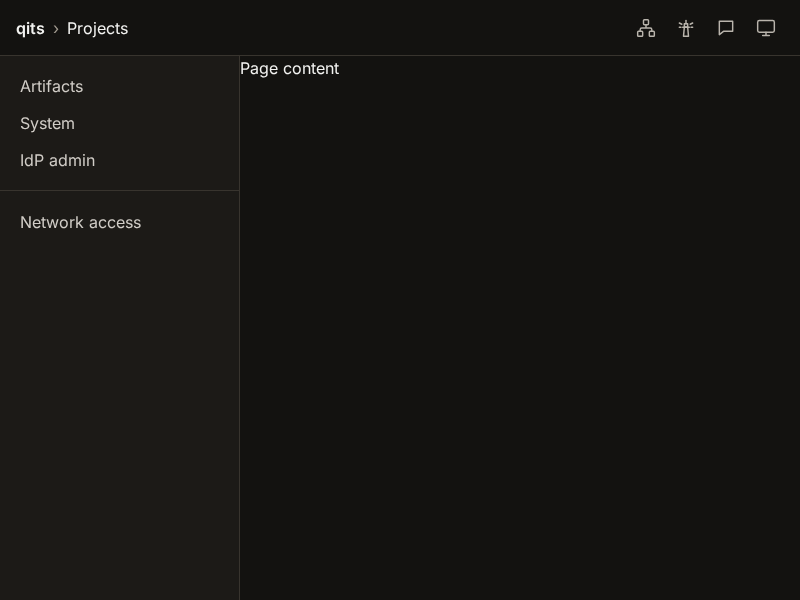 qits › Projects
Artifacts
System
IdP admin
Network access
Page content